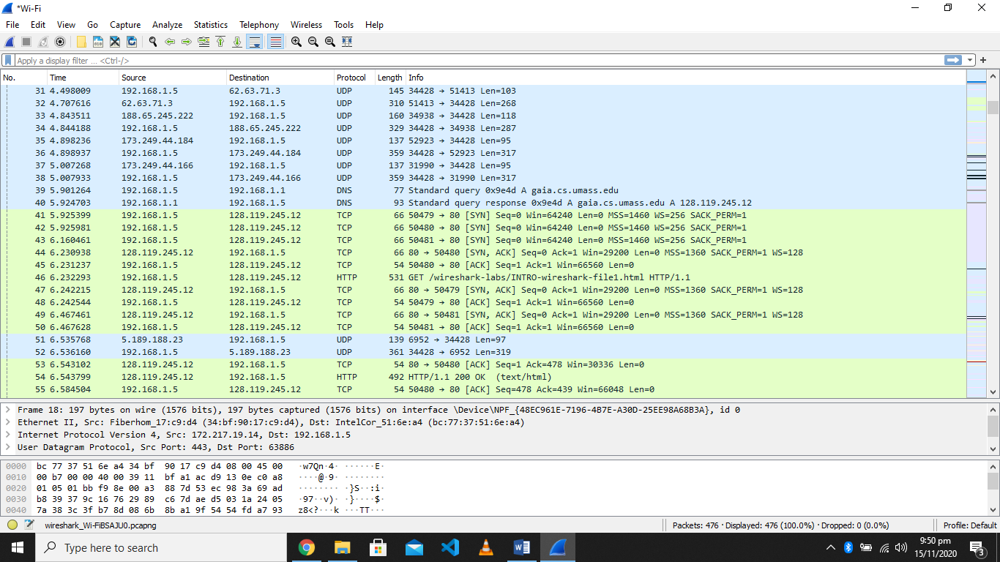 *Wi-Fi
File Edit View Go Capture Analyze Statistics Telephony Wireless Tools Help
Apply a display filter ... <Ctrl-/>
No. Time Source Destination Protocol Length Info
31 4.498009 192.168.1.5 62.63.71.3 UDP 145 34428 → 51413 Len=103
32 4.707616 62.63.71.3 192.168.1.5 UDP 310 51413 → 34428 Len=268
33 4.843511 188.65.245.222 192.168.1.5 UDP 160 34938 → 34428 Len=118
34 4.844188 192.168.1.5 188.65.245.222 UDP 329 34428 → 34938 Len=287
35 4.898236 173.249.44.184 192.168.1.5 UDP 137 52923 → 34428 Len=95
36 4.898937 192.168.1.5 173.249.44.184 UDP 359 34428 → 52923 Len=317
37 5.007268 173.249.44.166 192.168.1.5 UDP 137 31990 → 34428 Len=95
38 5.007933 192.168.1.5 173.249.44.166 UDP 359 34428 → 31990 Len=317
39 5.901264 192.168.1.5 192.168.1.1 DNS 77 Standard query 0x9e4d A gaia.cs.umass.edu
40 5.924703 192.168.1.1 192.168.1.5 DNS 93 Standard query response 0x9e4d A gaia.cs.umass.edu A 128.119.245.12
41 5.925399 192.168.1.5 128.119.245.12 TCP 66 50479 → 80 [SYN] Seq=0 Win=64240 Len=0 MSS=1460 WS=256 SACK_PERM=1
42 5.925981 192.168.1.5 128.119.245.12 TCP 66 50480 → 80 [SYN] Seq=0 Win=64240 Len=0 MSS=1460 WS=256 SACK_PERM=1
43 6.160461 192.168.1.5 128.119.245.12 TCP 66 50481 → 80 [SYN] Seq=0 Win=64240 Len=0 MSS=1460 WS=256 SACK_PERM=1
44 6.230938 128.119.245.12 192.168.1.5 TCP 66 80 → 50480 [SYN, ACK] Seq=0 Ack=1 Win=29200 Len=0 MSS=1360 SACK_PERM=1 WS=128
45 6.231237 192.168.1.5 128.119.245.12 TCP 54 50480 → 80 [ACK] Seq=1 Ack=1 Win=66560 Len=0
46 6.232293 192.168.1.5 128.119.245.12 HTTP 531 GET /wireshark-labs/INTRO-wireshark-file1.html HTTP/1.1
47 6.242215 128.119.245.12 192.168.1.5 TCP 66 80 → 50479 [SYN, ACK] Seq=0 Ack=1 Win=29200 Len=0 MSS=1360 SACK_PERM=1 WS=128
48 6.242544 192.168.1.5 128.119.245.12 TCP 54 50479 → 80 [ACK] Seq=1 Ack=1 Win=66560 Len=0
49 6.467461 128.119.245.12 192.168.1.5 TCP 66 80 → 50481 [SYN, ACK] Seq=0 Ack=1 Win=29200 Len=0 MSS=1360 SACK_PERM=1 WS=128
50 6.467628 192.168.1.5 128.119.245.12 TCP 54 50481 → 80 [ACK] Seq=1 Ack=1 Win=66560 Len=0
51 6.535768 5.189.188.23 192.168.1.5 UDP 139 6952 → 34428 Len=97
52 6.536160 192.168.1.5 5.189.188.23 UDP 361 34428 → 6952 Len=319
53 6.543102 128.119.245.12 192.168.1.5 TCP 54 80 → 50480 [ACK] Seq=1 Ack=478 Win=30336 Len=0
54 6.543799 128.119.245.12 192.168.1.5 HTTP 492 HTTP/1.1 200 OK (text/html)
55 6.584504 192.168.1.5 128.119.245.12 TCP 54 50480 → 80 [ACK] Seq=478 Ack=439 Win=66048 Len=0
Frame 18: 197 bytes on wire (1576 bits), 197 bytes captured (1576 bits) on interface \Device\NPF_{48EC961E-7196-4B7E-A30D-25EE98A68B3A}, id 0
Ethernet II, Src: Fiberhom_17:c9:d4 (34:bf:90:17:c9:d4), Dst: IntelCor_51:6e:a4 (bc:77:37:51:6e:a4)
Internet Protocol Version 4, Src: 172.217.19.14, Dst: 192.168.1.5
User Datagram Protocol, Src Port: 443, Dst Port: 63886
0000 bc 77 37 51 6e a4 34 bf 90 17 c9 d4 08 00 45 00 ·w7Qn·4· ······E·
0010 00 b7 00 00 40 00 39 11 bf a1 ac d9 13 0e c0 a8 ····@·9· ········
0020 01 05 01 bb f9 8e 00 a3 88 7d 53 ec 98 3a 69 ad ········ ·}S··:i·
0030 b8 39 37 9c 16 76 29 89 c6 7d ae d5 03 1a 24 05 ·97··v)· ·}····$·
0040 7a 38 3c 3f b7 8d 08 6b 8b a1 9f 54 54 fd a7 93 z8<?···k ···TT···
wireshark_Wi-FiBSAJU0.pcapng Packets: 476 · Displayed: 476 (100.0%) · Dropped: 0 (0.0%) Profile: Default
Type here to search
9:50 pm
15/11/2020
3